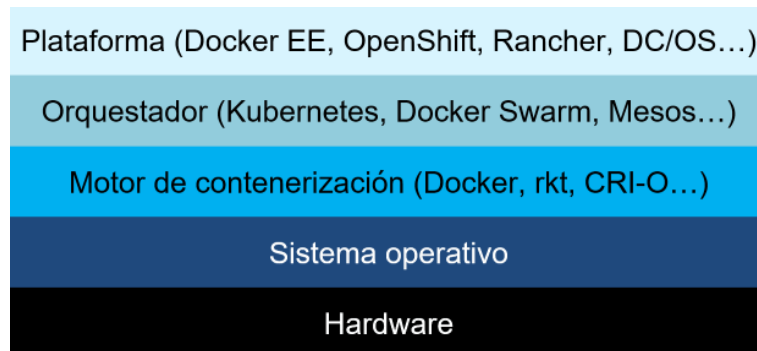 Plataforma (Docker EE, OpenShift, Rancher, DC/OS…)
Orquestador (Kubernetes, Docker Swarm, Mesos…)
Motor de contenerización (Docker, rkt, CRI-O…)
Sistema operativo
Hardware